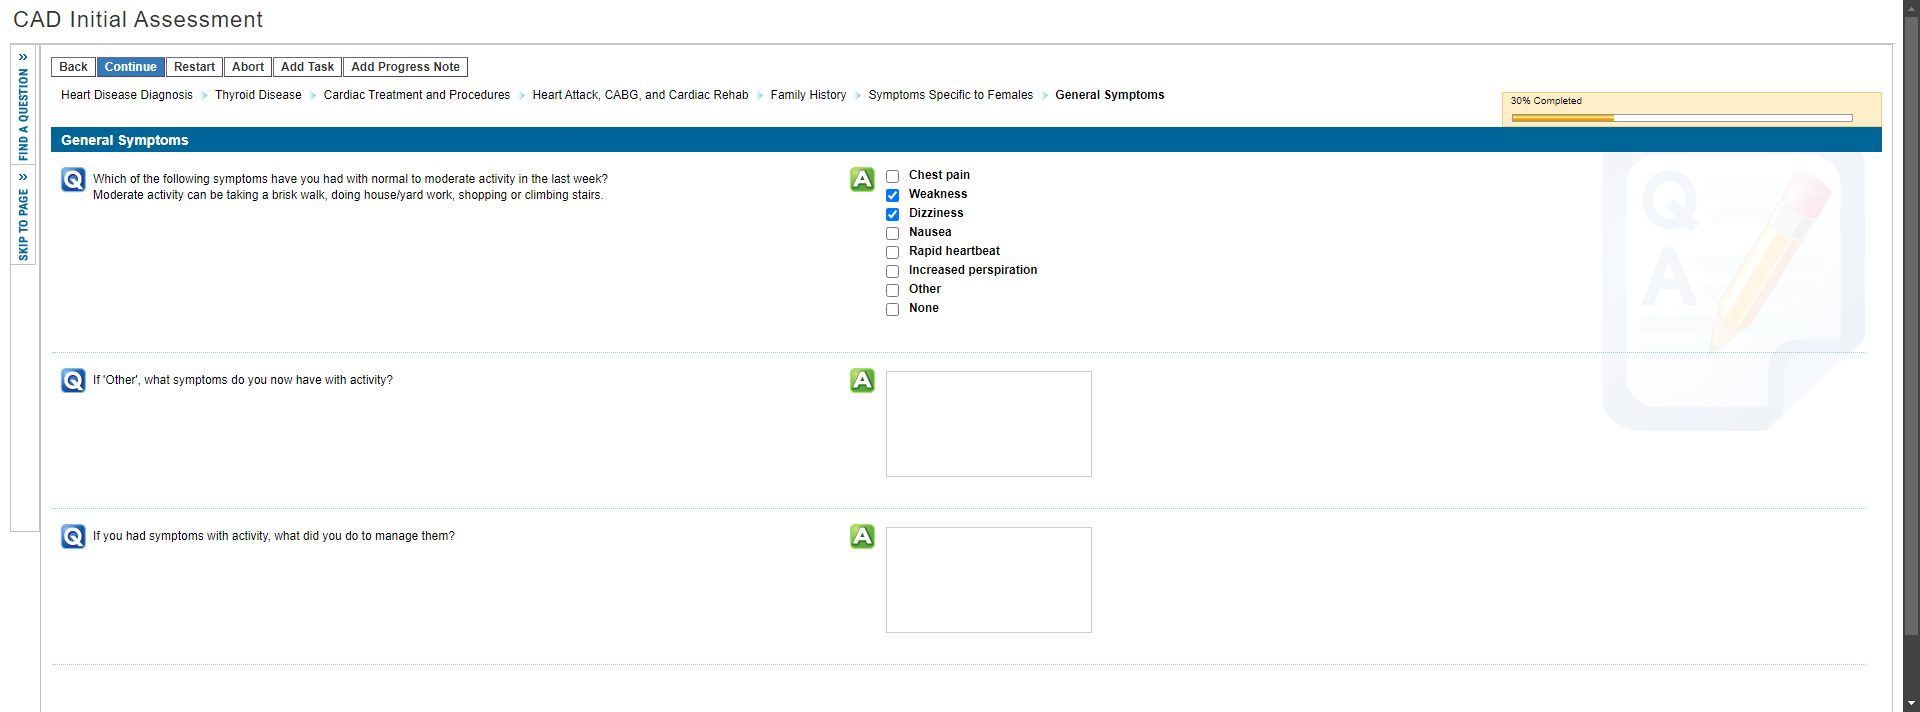 CAD Initial Assessment
» FIND A QUESTION
» SKIP TO PAGE
Back Continue Restart Abort Add Task Add Progress Note
Heart Disease Diagnosis Thyroid Disease Cardiac Treatment and Procedures Heart Attack, CABG, and Cardiac Rehab Family History Symptoms Specific to Females General Symptoms
30% Completed
General Symptoms
Q Which of the following symptoms have you had with normal to moderate activity in the last week?
Moderate activity can be taking a brisk walk, doing house/yard work, shopping or climbing stairs.
A Chest pain
Weakness
Dizziness
Nausea
Rapid heartbeat
Increased perspiration
Other
None
Q
A
Q If 'Other', what symptoms do you now have with activity?
A
Q If you had symptoms with activity, what did you do to manage them?
A